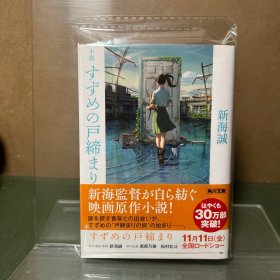 小説
すずめの戸締まり
新海誠
角川文庫
新海監督が自ら紡ぐ
映画原作小説!
扉を探す青年との出会いが、
すずめの“戸締まりの旅”の始まり――。
はやくも
30万部
突破!
すずめの戸締まり
11月11日(金)
全国ロードショー
新海誠